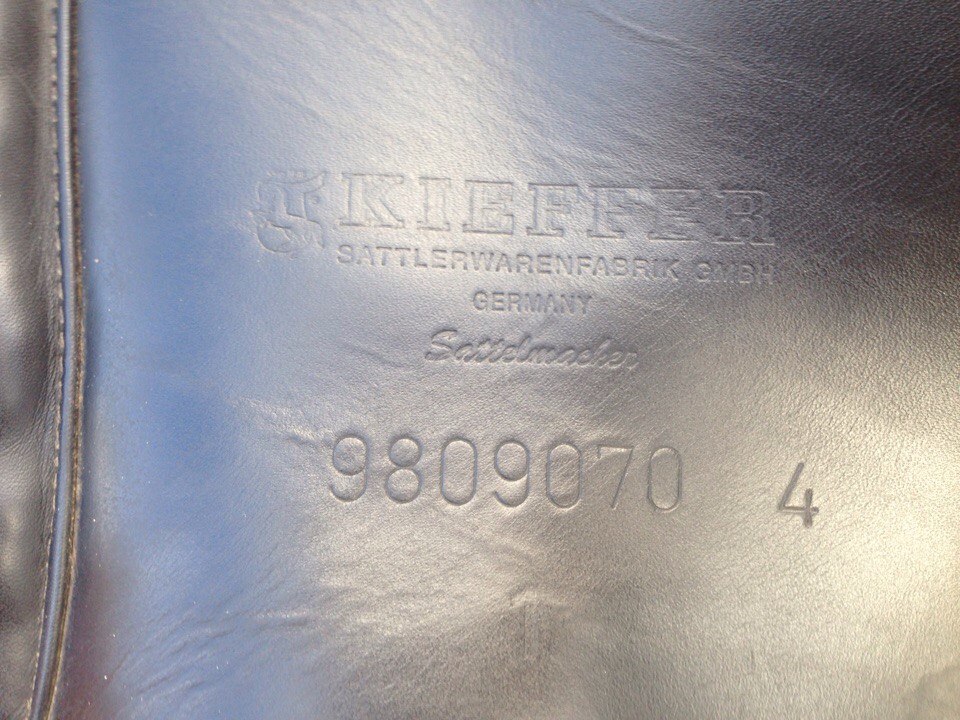 KIEFFER
SATTLERWARENFABRIK GMBH
GERMANY
Sattelmacher
9809070 4